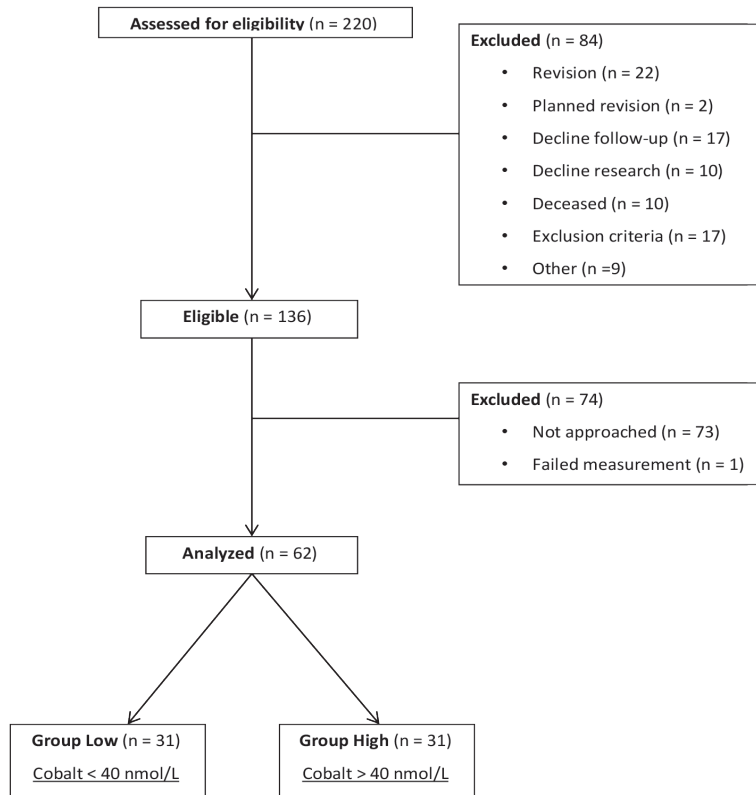 Assessed for eligibility (n = 220)
Excluded (n = 84)
• Revision (n = 22)
• Planned revision (n = 2)
• Decline follow-up (n = 17)
• Decline research (n = 10)
• Deceased (n = 10)
• Exclusion criteria (n = 17)
• Other (n =9)
Eligible (n = 136)
Excluded (n = 74)
• Not approached (n = 73)
• Failed measurement (n = 1)
Analyzed (n = 62)
Group Low (n = 31)
Cobalt < 40 nmol/L
Group High (n = 31)
Cobalt > 40 nmol/L